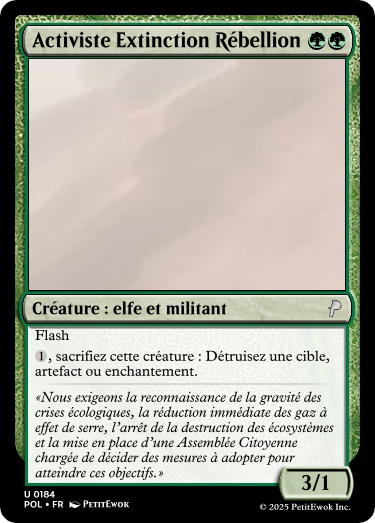 Activiste Extinction Rébellion
Créature : elfe et militant
Flash
1, sacrifiez cette créature : Détruisez une cible,
artefact ou enchantement.
«Nous exigeons la reconnaissance de la gravité des
crises écologiques, la réduction immédiate des gaz à
effet de serre, l’arrêt de la destruction des écosystèmes
et la mise en place d’une Assemblée Citoyenne
chargée de décider des mesures à adopter pour
atteindre ces objectifs.»
3/1
U 0184
POL • FR PetitEwok
© 2025 PetitEwok Inc.